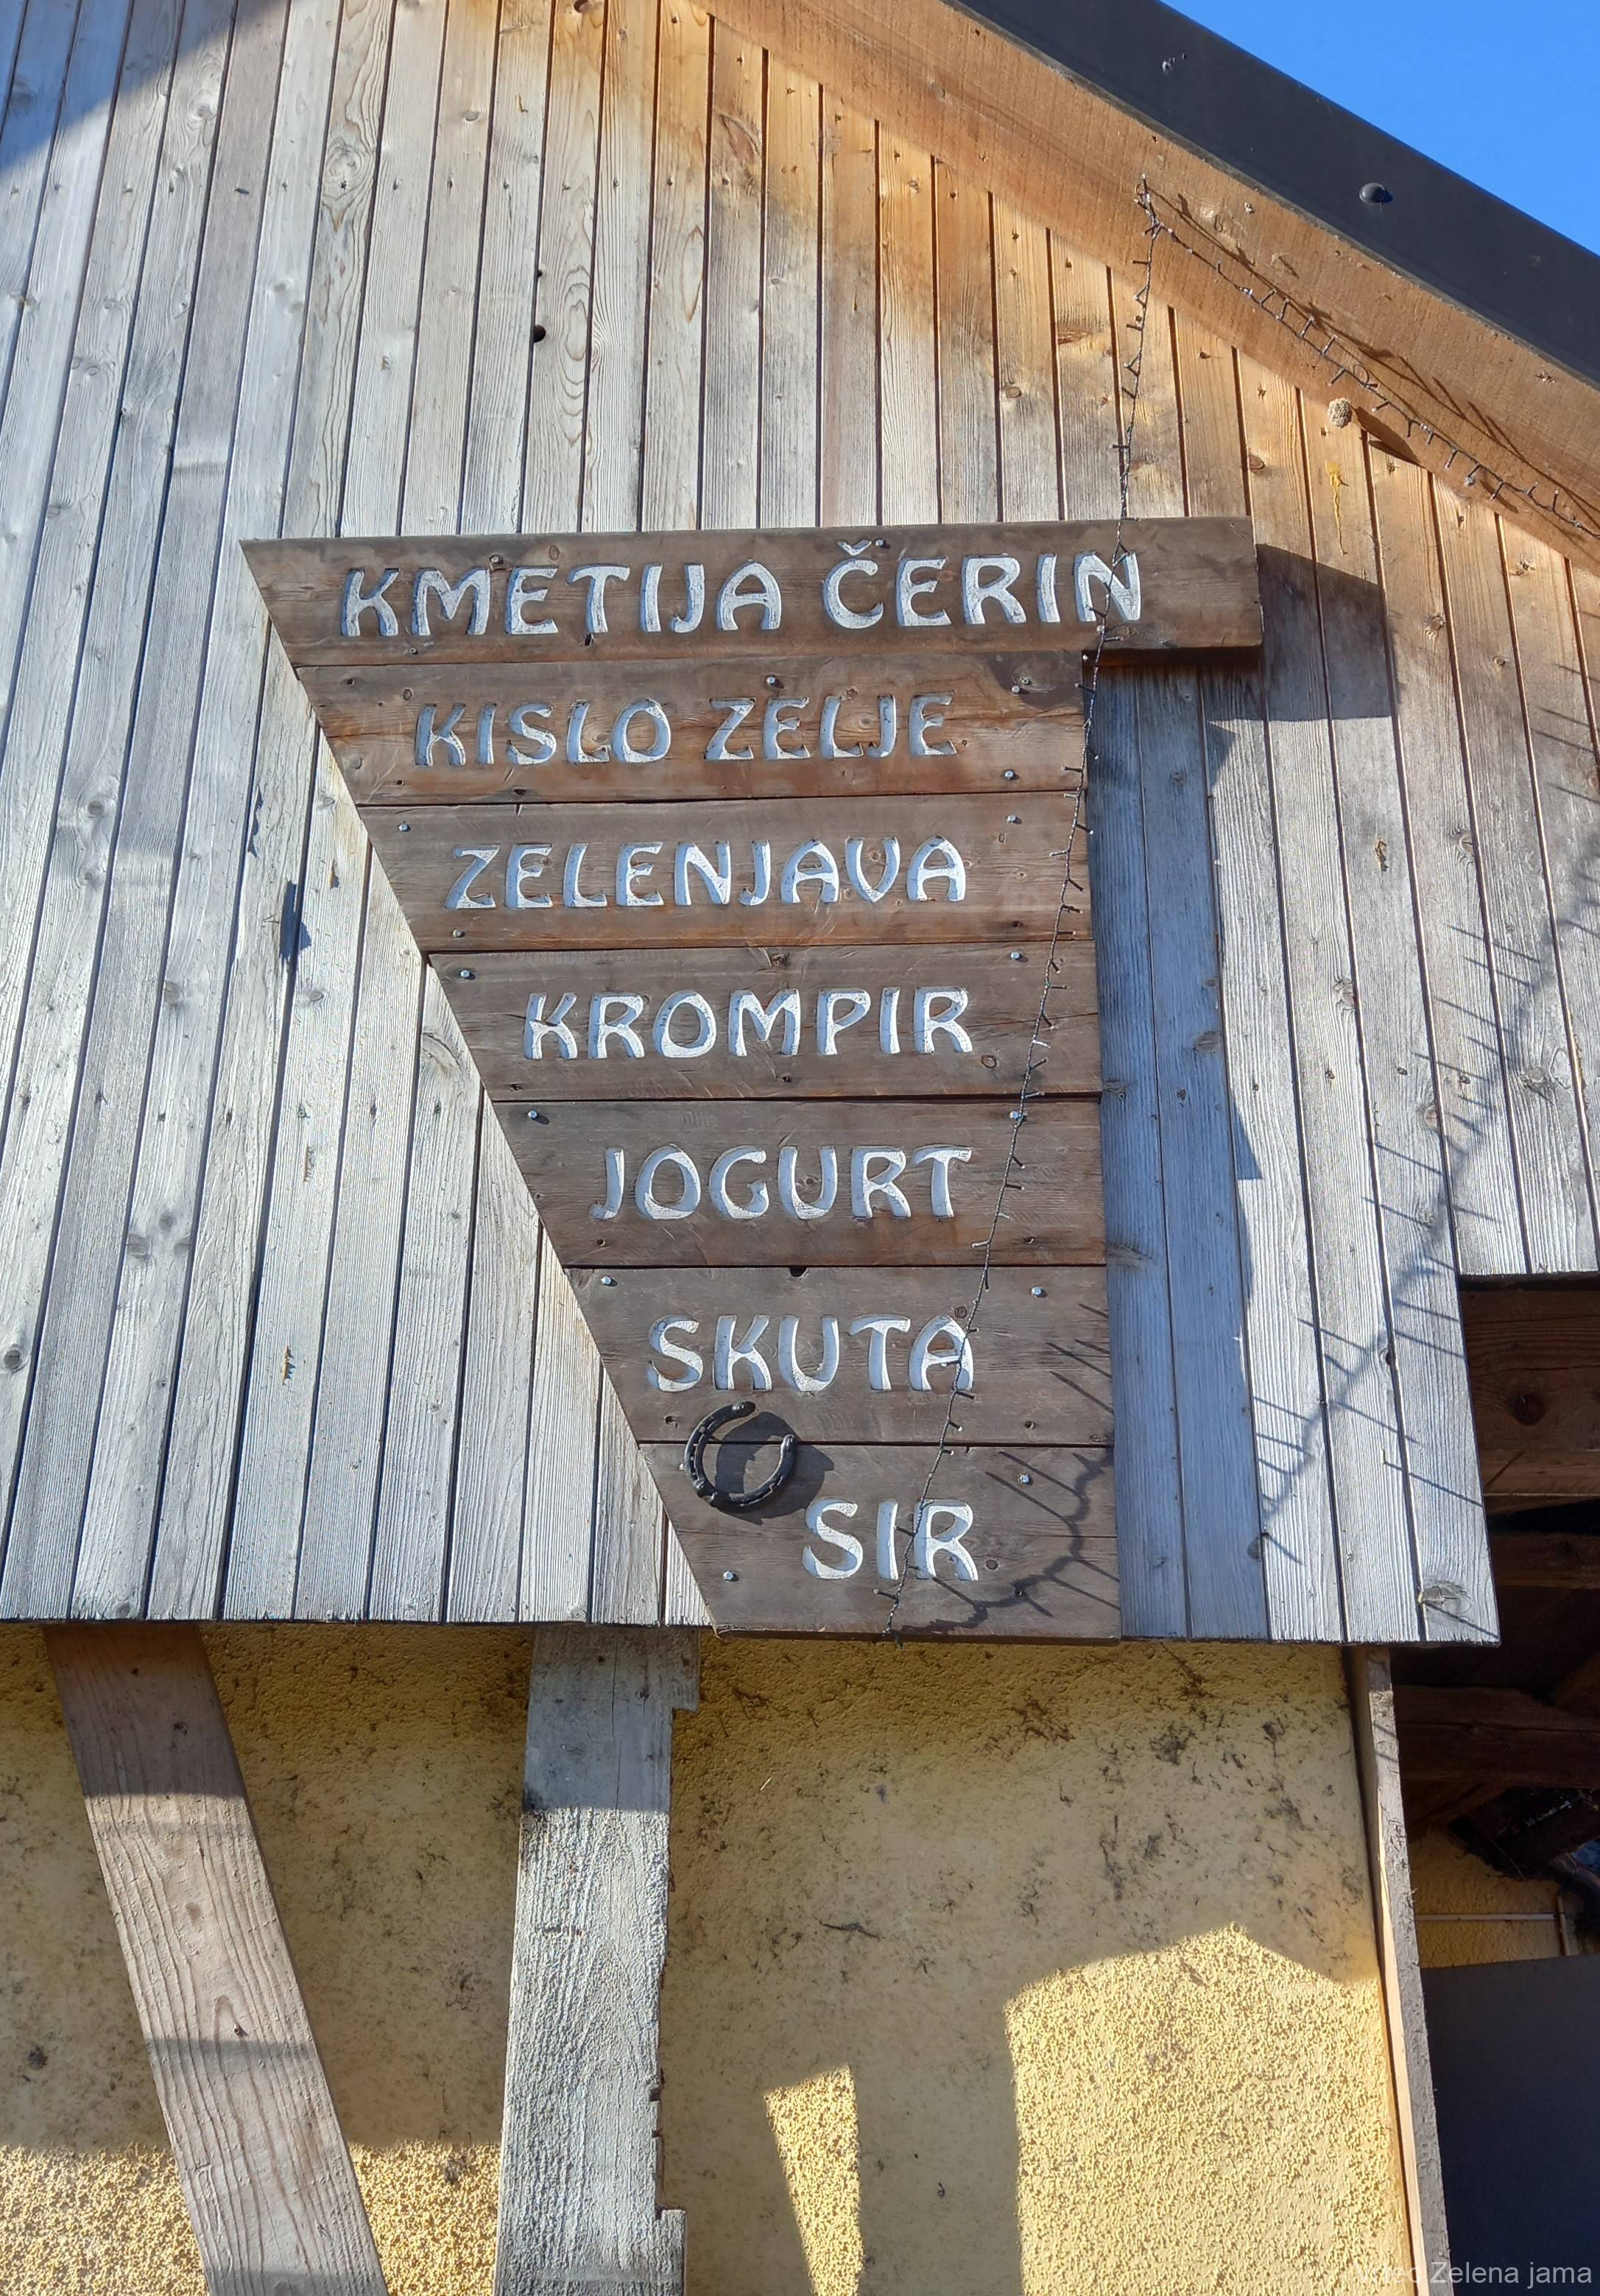 KMETIJA ČERIN
KISLO ZELJE
ZELENJAVA
KROMPIR
JOGURT
SKUTA
SIR
Zelena jama